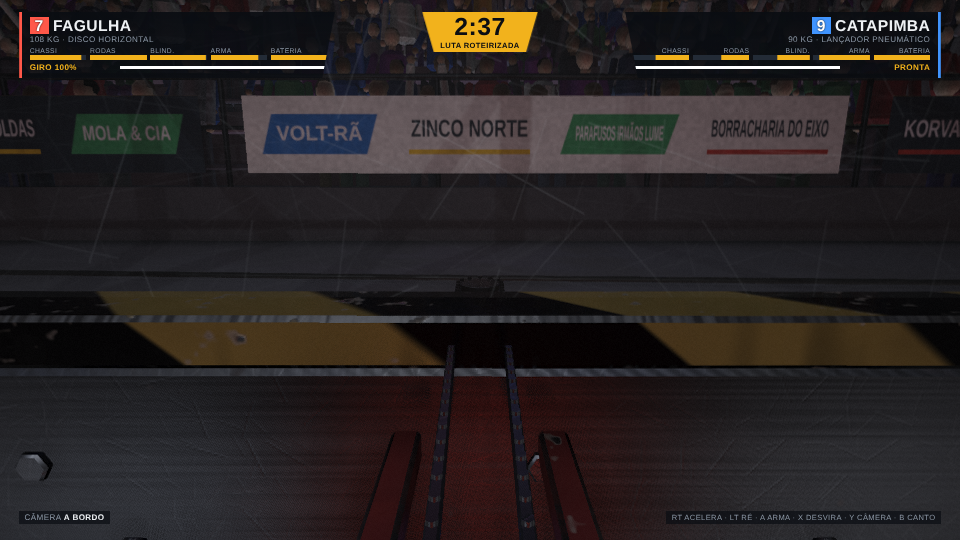 7 FAGULHA
108 KG · DISCO HORIZONTAL
CHASSI RODAS BLIND. ARMA BATERIA
GIRO 100%
2:37
LUTA ROTEIRIZADA
9 CATAPIMBA
90 KG · LANÇADOR PNEUMÁTICO
CHASSI RODAS BLIND. ARMA BATERIA
PRONTA
OLDAS
MOLA & CIA
VOLT-RÃ
ZINCO NORTE
PARAFUSOS IRMÃOS LUME
BORRACHARIA DO EIXO
KORVA
CÂMERA A BORDO
RT ACELERA · LT RÉ · A ARMA · X DESVIRA · Y CÂMERA · B CANTO